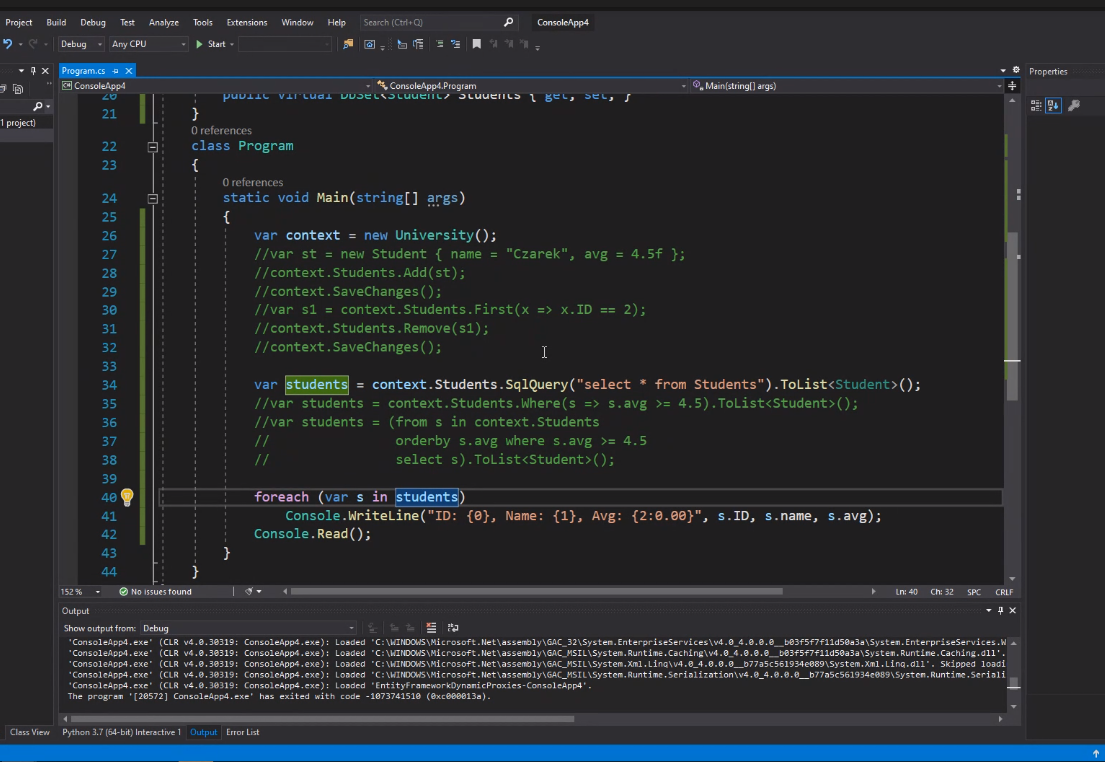 Project Build Debug Test Analyze Tools Extensions Window Help Search (Ctrl+Q) ConsoleApp4
Debug Any CPU Start
Program.cs Properties
ConsoleApp4 ConsoleApp4.Program Main(string[] args)
20 public virtual DbSet<Student> Students { get; set; }
21 }
0 references
1 project)
22 class Program
23 {
0 references
24 static void Main(string[] args)
25 {
26 var context = new University();
27 //var st = new Student { name = "Czarek", avg = 4.5f };
28 //context.Students.Add(st);
29 //context.SaveChanges();
30 //var s1 = context.Students.First(x => x.ID == 2);
31 //context.Students.Remove(s1);
32 //context.SaveChanges();
33
34 var students = context.Students.SqlQuery("select * from Students").ToList<Student>();
35 //var students = context.Students.Where(s => s.avg >= 4.5).ToList<Student>();
36 //var students = (from s in context.Students
37 // orderby s.avg where s.avg >= 4.5
38 // select s).ToList<Student>();
39
40 foreach (var s in students)
41 Console.WriteLine("ID: {0}, Name: {1}, Avg: {2:0.00}", s.ID, s.name, s.avg);
42 Console.Read();
43 }
44 }
152 % No issues found Ln: 40 Ch: 32 SPC CRLF
Output
Show output from: Debug
'ConsoleApp4.exe' (CLR v4.0.30319: ConsoleApp4.exe): Loaded 'C:\WINDOWS\Microsoft.Net\assembly\GAC_32\System.EnterpriseServices\v4.0_4.0.0.0__b03f5f7f11d50a3a\System.EnterpriseServices.W
'ConsoleApp4.exe' (CLR v4.0.30319: ConsoleApp4.exe): Loaded 'C:\WINDOWS\Microsoft.Net\assembly\GAC_MSIL\System.Runtime.Caching\v4.0_4.0.0.0__b03f5f7f11d50a3a\System.Runtime.Caching.dll'.
'ConsoleApp4.exe' (CLR v4.0.30319: ConsoleApp4.exe): Loaded 'C:\WINDOWS\Microsoft.Net\assembly\GAC_MSIL\System.Xml.Linq\v4.0_4.0.0.0__b77a5c561934e089\System.Xml.Linq.dll'. Skipped loadi
'ConsoleApp4.exe' (CLR v4.0.30319: ConsoleApp4.exe): Loaded 'C:\WINDOWS\Microsoft.Net\assembly\GAC_MSIL\System.Runtime.Serialization\v4.0_4.0.0.0__b77a5c561934e089\System.Runtime.Seriali
'ConsoleApp4.exe' (CLR v4.0.30319: ConsoleApp4.exe): Loaded 'EntityFrameworkDynamicProxies-ConsoleApp4'.
The program '[20572] ConsoleApp4.exe' has exited with code -1073741510 (0xc000013a).
Class View Python 3.7 (64-bit) Interactive 1 Output Error List